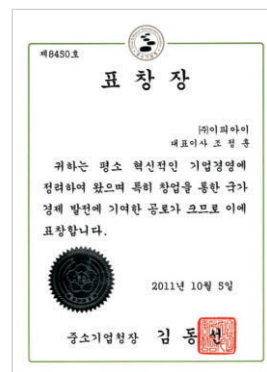 제8450호
표 창 장
㈜이피아이
대표이사 조 정 훈
귀하는 평소 혁신적인 기업경영에
정려하여 왔으며 특히 창업을 통한 국가
경제 발전에 기여한 공로가 크므로 이에
표창합니다.
2011년 10월 5일
중소기업청장 김 동 선